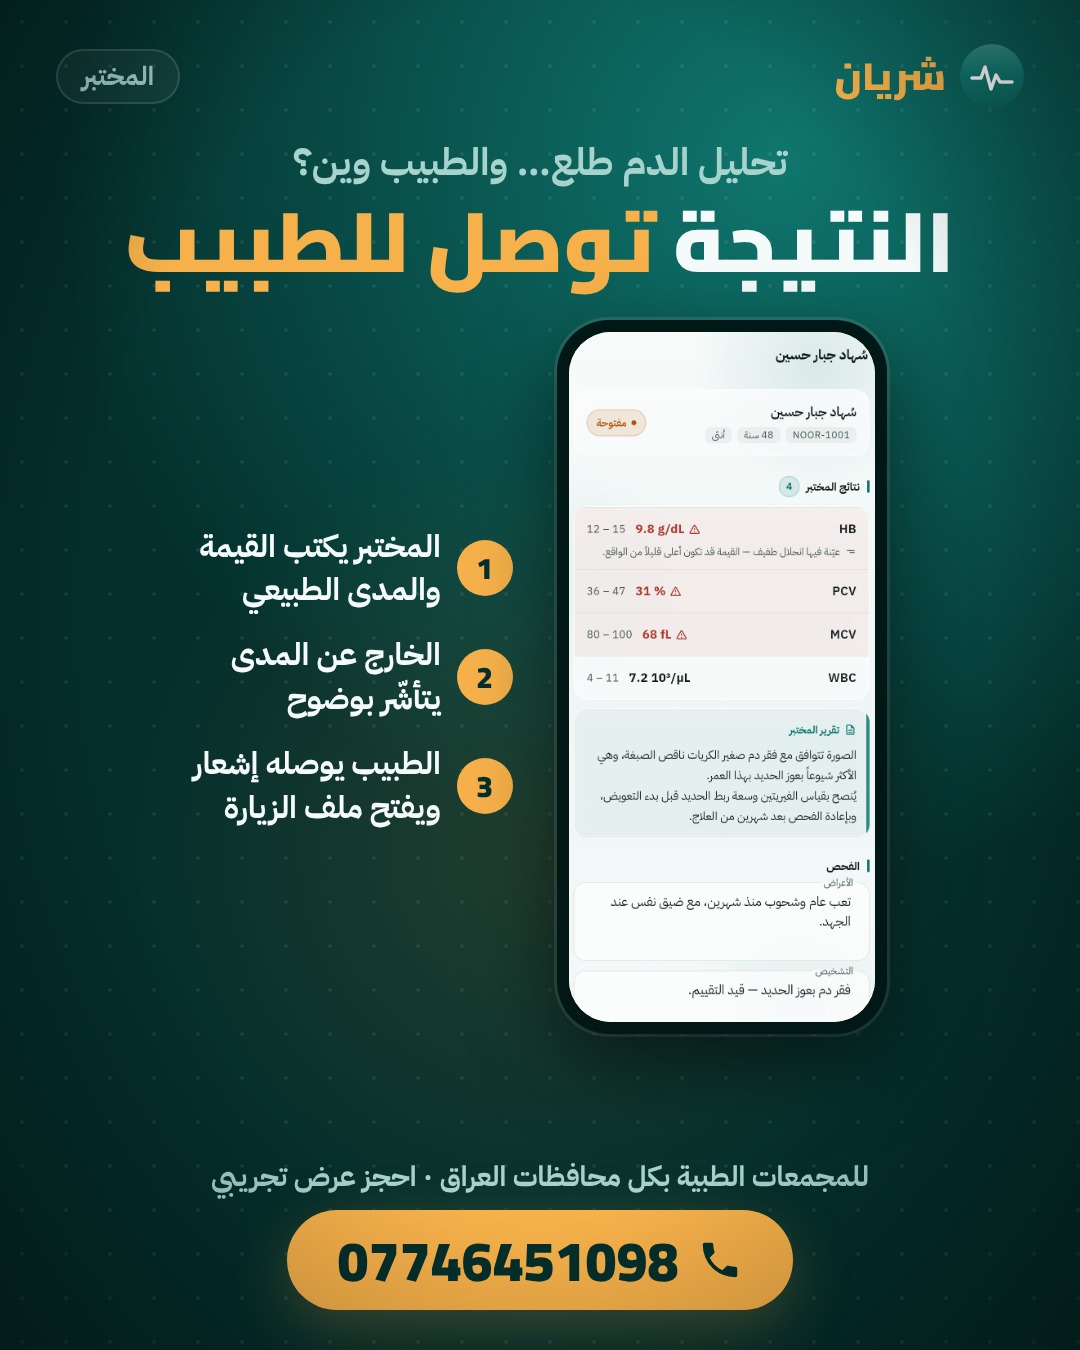 شريان
المختبر
تحليل الدم طلع... والطبيب وين؟
النتيجة توصل للطبيب
سُهاد جبار حسين
سُهاد جبار حسين
مفتوحة
NOOR-1001
48 سنة
أنثى
نتائج المختبر 4
HB 9.8 g/dL 12 – 15
عيّنة فيها انحلال طفيف — القيمة قد تكون أعلى قليلاً من الواقع.
PCV 31 % 36 – 47
MCV 68 fL 80 – 100
WBC 7.2 10³/µL 4 – 11
تقرير المختبر
الصورة تتوافق مع فقر دم صغير الكريات ناقص الصبغة، وهي
الأكثر شيوعاً بعوز الحديد بهذا العمر.
يُنصح بقياس الفيريتين وسعة ربط الحديد قبل بدء التعويض،
وبإعادة الفحص بعد شهرين من العلاج.
الفحص
الأعراض
تعب عام وشحوب منذ شهرين، مع ضيق نفس عند
الجهد.
التشخيص
فقر دم بعوز الحديد — قيد التقييم.
1
المختبر يكتب القيمة
والمدى الطبيعي
2
الخارج عن المدى
يتأشّر بوضوح
3
الطبيب يوصله إشعار
ويفتح ملف الزيارة
للمجمعات الطبية بكل محافظات العراق · احجز عرض تجريبي
07746451098